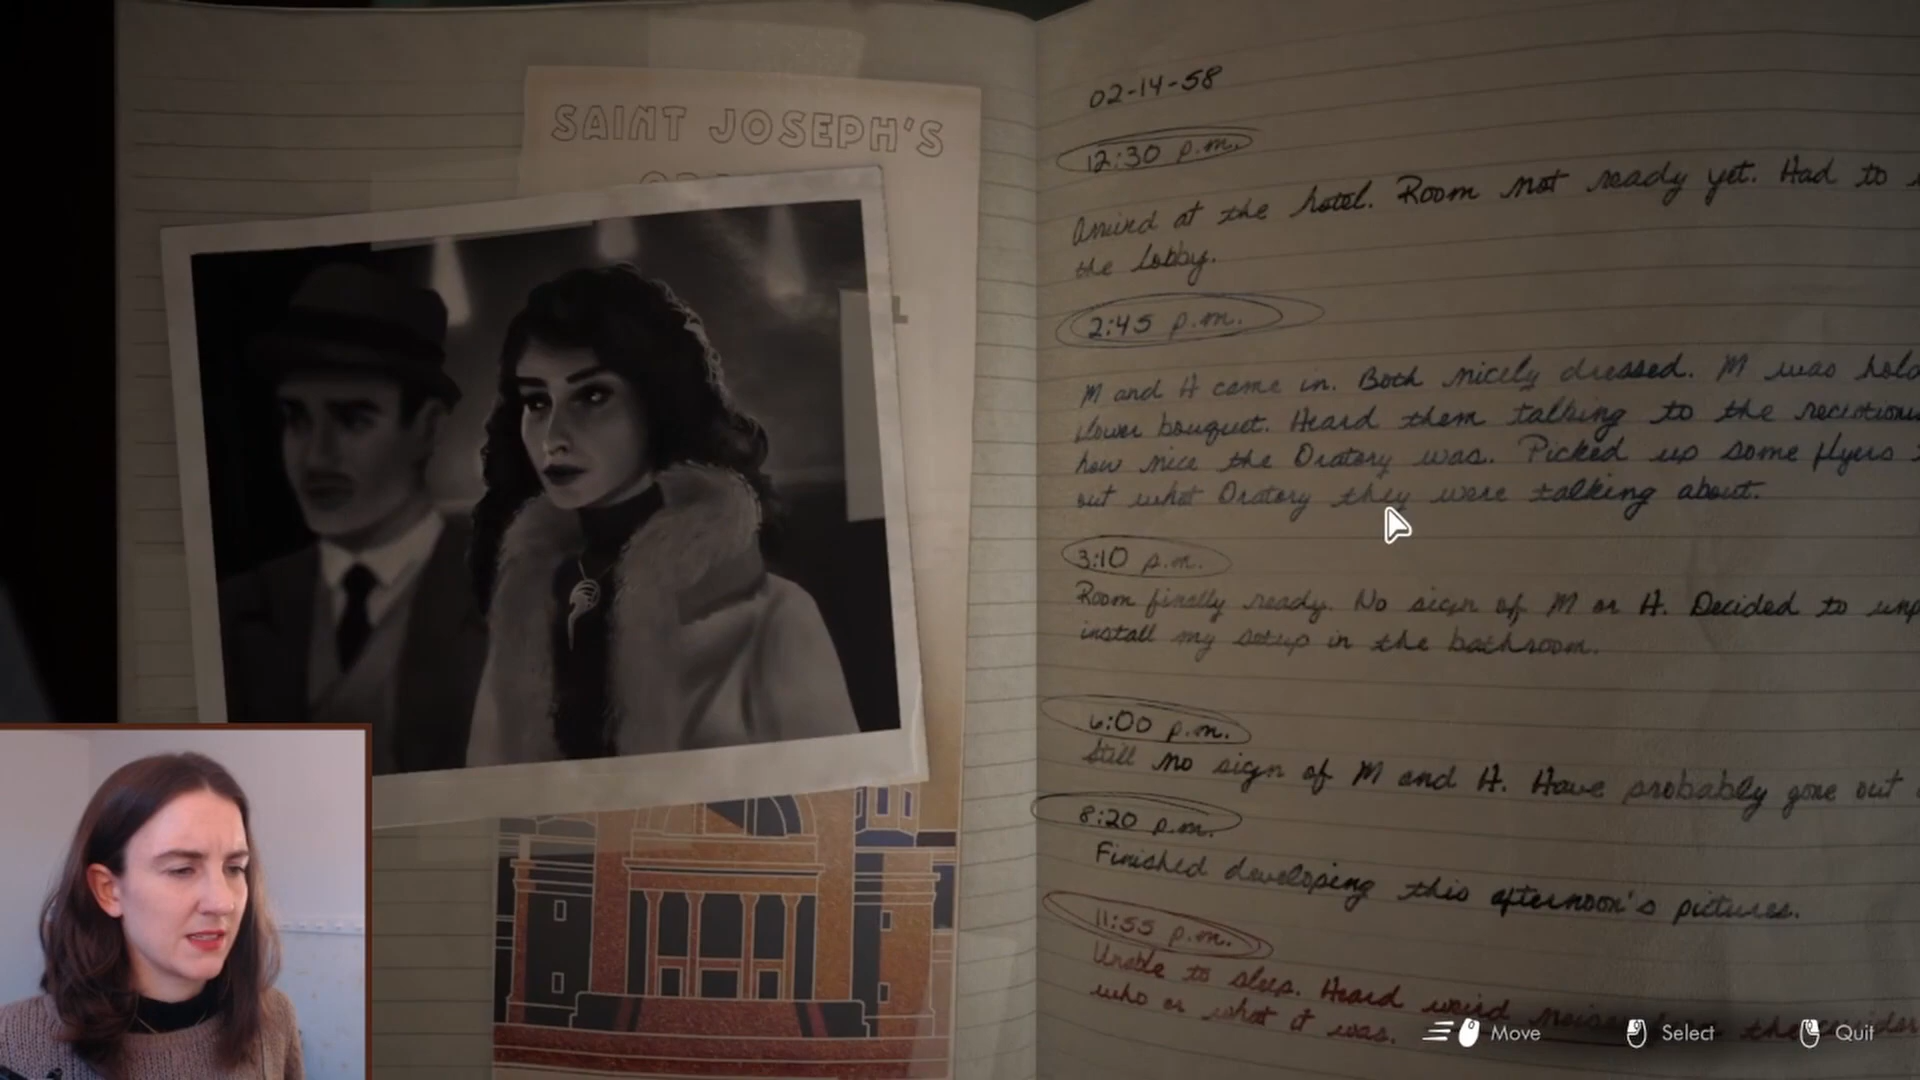 SAINT JOSEPH'S
02-14-58
12:30 p.m.
Arrived at the hotel. Room not ready yet. Had to
the lobby.
2:45 p.m.
M and H came in. Both nicely dressed. M was
flower bouquet. Heard them talking to the
how nice the Oratory was. Picked up some flyers
out what Oratory they were talking about.
3:10 p.m.
Room finally ready. No sign of M or H. Decided to
install my setup in the bathroom.
6:00 p.m.
Still no sign of M and H. Have probably gone out
8:20 p.m.
Finished developing this afternoon's pictures.
11:55 p.m.
Unable to sleep. Heard weird the
who or what it was.
Move Select Quit